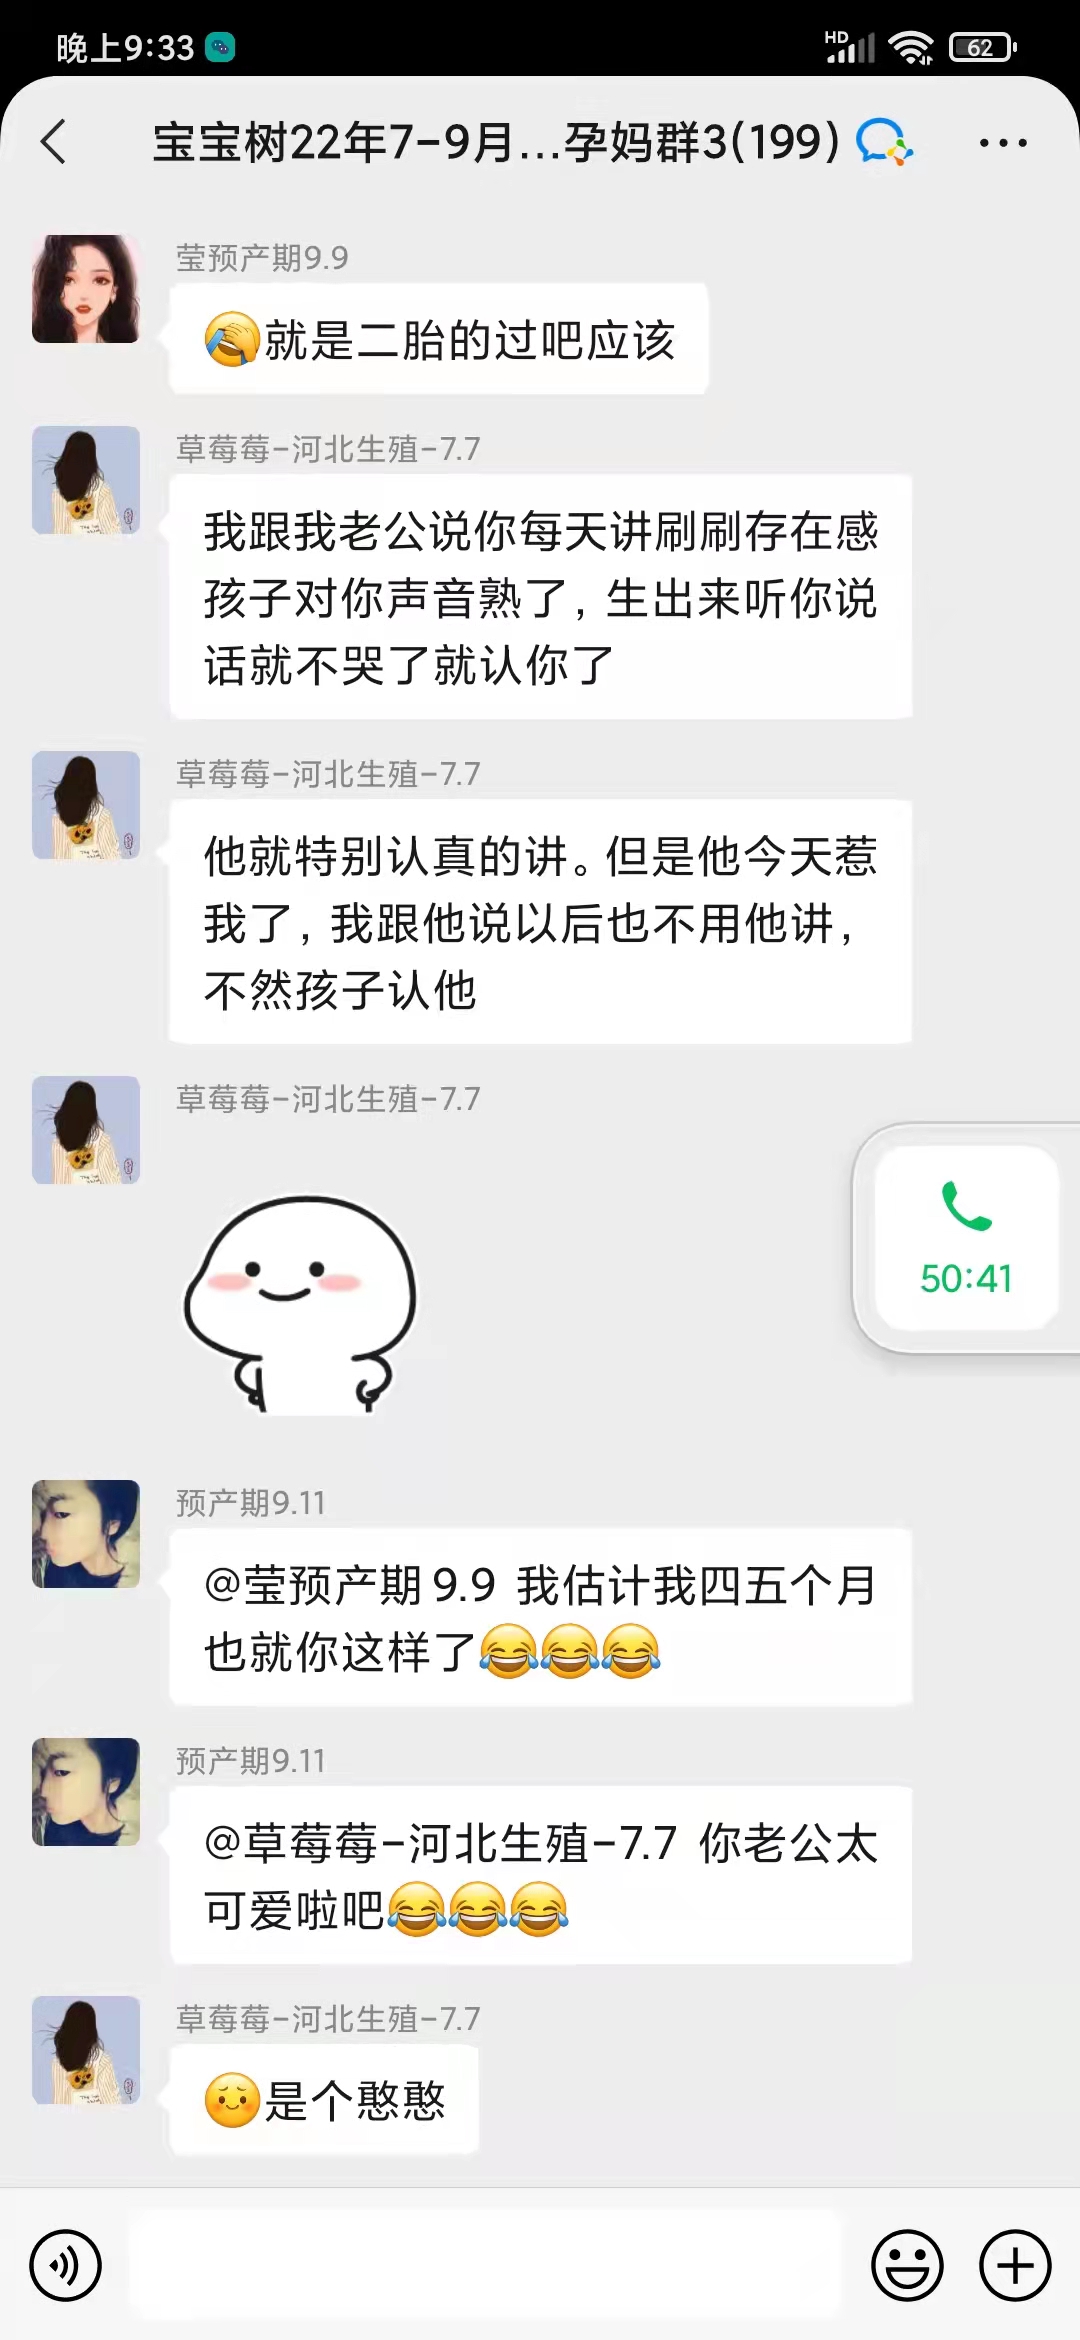 晚上9:33
HD
62
宝宝树22年7-9月...孕妈群3(199)
莹预产期9.9
🤦就是二胎的过吧应该
草莓莓-河北生殖-7.7
我跟我老公说你每天讲刷刷存在感
孩子对你声音熟了，生出来听你说
话就不哭了就认你了
草莓莓-河北生殖-7.7
他就特别认真的讲。但是他今天惹
我了，我跟他说以后也不用他讲，
不然孩子认他
草莓莓-河北生殖-7.7
50:41
预产期9.11
@莹预产期 9.9 我估计我四五个月
也就你这样了😂😂😂
预产期9.11
@草莓莓-河北生殖-7.7 你老公太
可爱啦吧😂😂😂
草莓莓-河北生殖-7.7
☺️是个憨憨